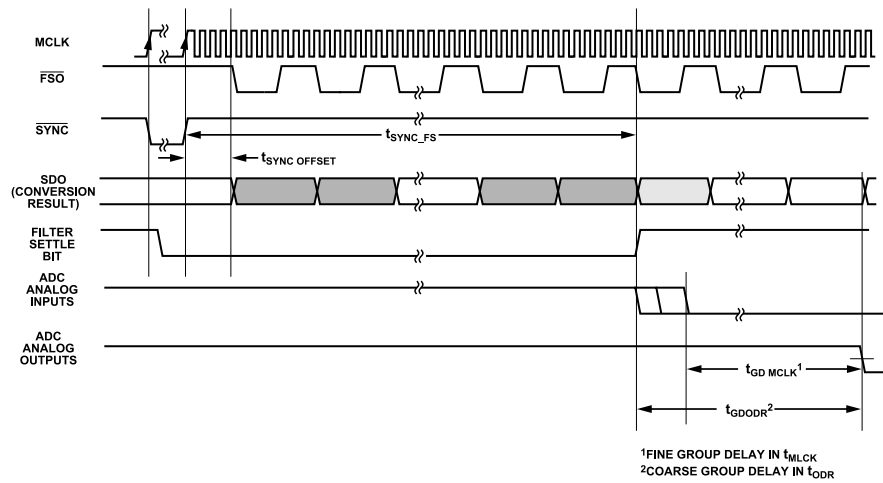 MCLK
FSO
SYNC
tSYNC_FS
tSYNC OFFSET
SDO
(CONVERSION
RESULT)
FILTER
SETTLE
BIT
ADC
ANALOG
INPUTS
ADC
ANALOG
OUTPUTS
tGD MCLK1
tGDODR2
1FINE GROUP DELAY IN tMLCK
2COARSE GROUP DELAY IN tODR